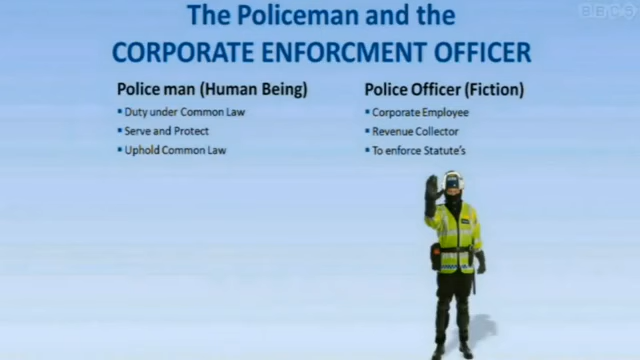 The Policeman and the
CORPORATE ENFORCMENT OFFICER
Police man (Human Being)
Duty under Common Law
Serve and Protect
Uphold Common Law
Police Officer (Fiction)
Corporate Employee
Revenue Collector
To enforce Statute's